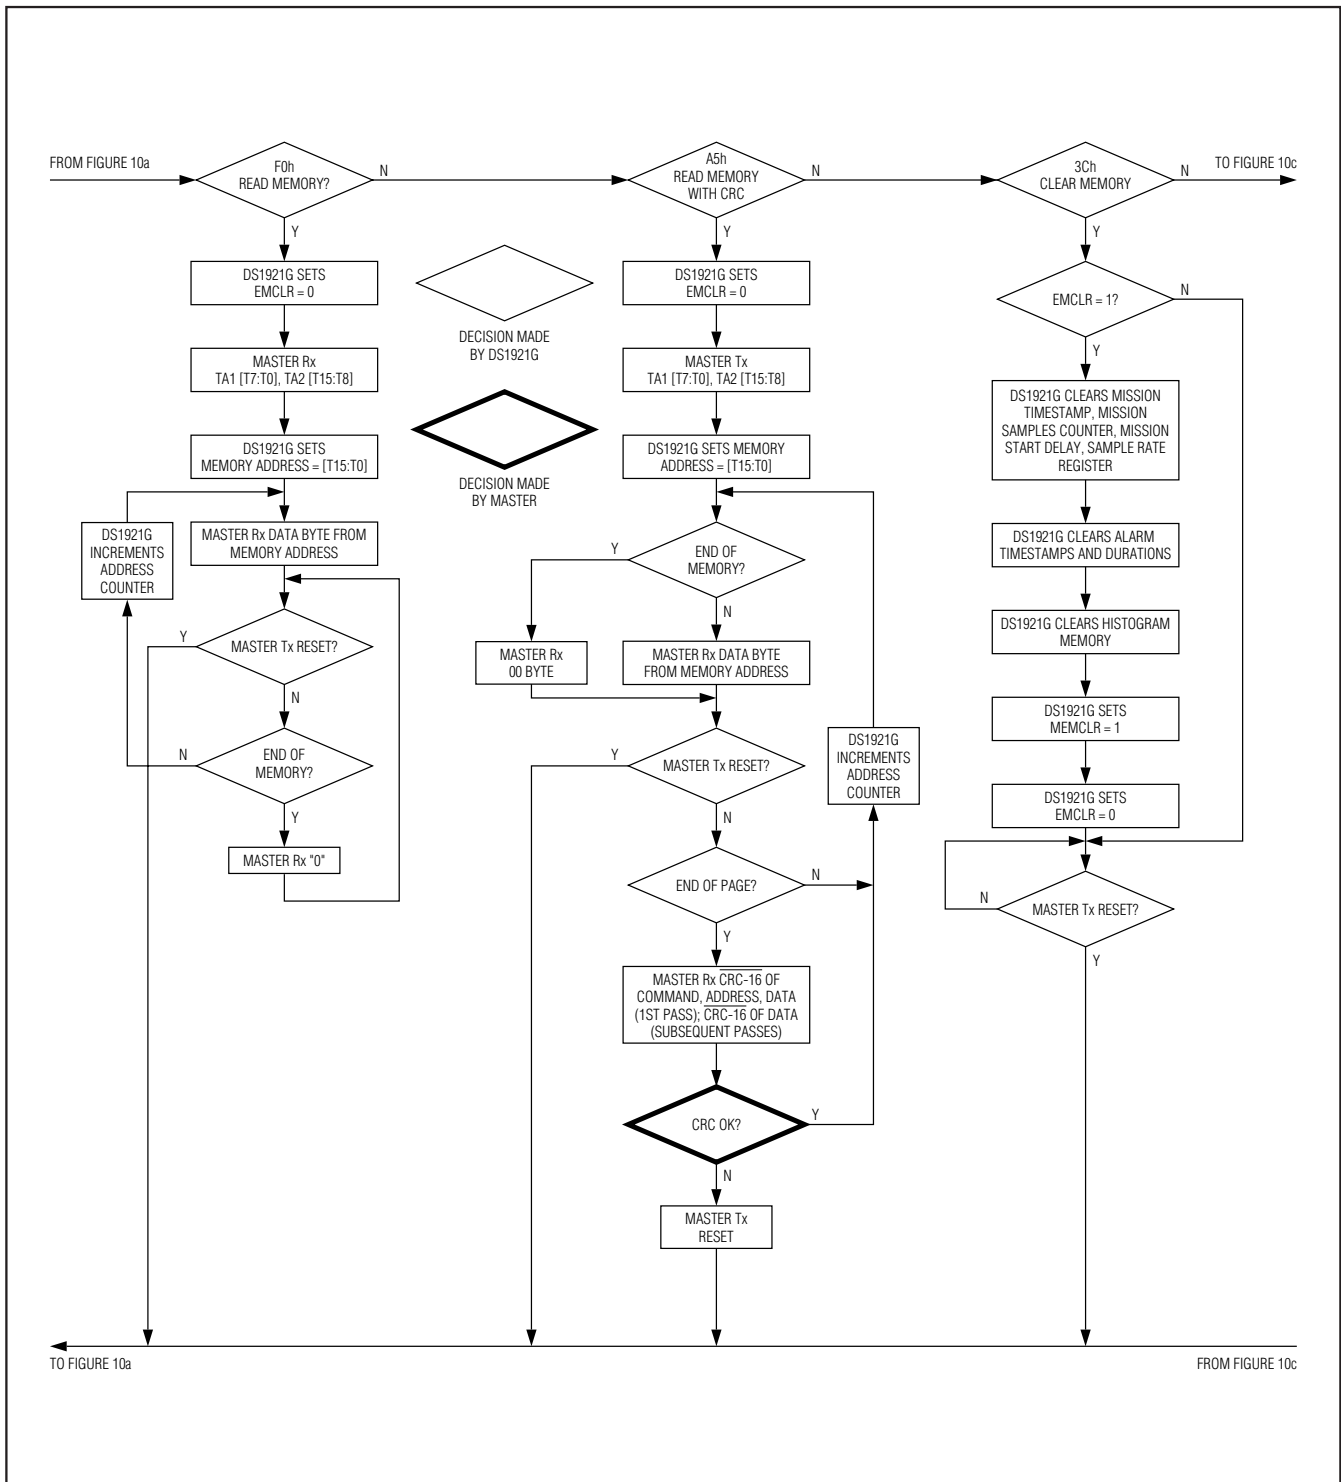 FROM FIGURE 10a
F0h
READ MEMORY?
N
Y
DS1921G SETS
EMCLR = 0
MASTER Rx
TA1 [T7:T0], TA2 [T15:T8]
DS1921G SETS
MEMORY ADDRESS = [T15:T0]
DS1921G
INCREMENTS
ADDRESS
COUNTER
MASTER Rx DATA BYTE FROM
MEMORY ADDRESS
Y
MASTER Tx RESET?
N
N
END OF
MEMORY?
Y
MASTER Rx "0"
DECISION MADE
BY DS1921G
DECISION MADE
BY MASTER
A5h
READ MEMORY
WITH CRC
N
Y
DS1921G SETS
EMCLR = 0
MASTER Tx
TA1 [T7:T0], TA2 [T15:T8]
DS1921G SETS MEMORY
ADDRESS = [T15:T0]
Y
END OF
MEMORY?
N
MASTER Rx
00 BYTE
MASTER Rx DATA BYTE
FROM MEMORY ADDRESS
Y
MASTER Tx RESET?
DS1921G
INCREMENTS
ADDRESS
COUNTER
N
END OF PAGE?
N
Y
MASTER Rx CRC-16 OF
COMMAND, ADDRESS, DATA
(1ST PASS); CRC-16 OF DATA
(SUBSEQUENT PASSES)
CRC OK?
Y
N
MASTER Tx
RESET
3Ch
CLEAR MEMORY
N
TO FIGURE 10c
Y
EMCLR = 1?
N
Y
DS1921G CLEARS MISSION
TIMESTAMP, MISSION
SAMPLES COUNTER, MISSION
START DELAY, SAMPLE RATE
REGISTER
DS1921G CLEARS ALARM
TIMESTAMPS AND DURATIONS
DS1921G CLEARS HISTOGRAM
MEMORY
DS1921G SETS
MEMCLR = 1
DS1921G SETS
EMCLR = 0
N
MASTER Tx RESET?
Y
TO FIGURE 10a
FROM FIGURE 10c